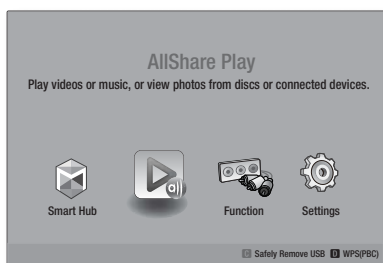 AllShare Play
Play videos or music, or view photos from discs or connected devices.
Smart Hub
Function
Settings
C Safely Remove USB D WPS(PBC)